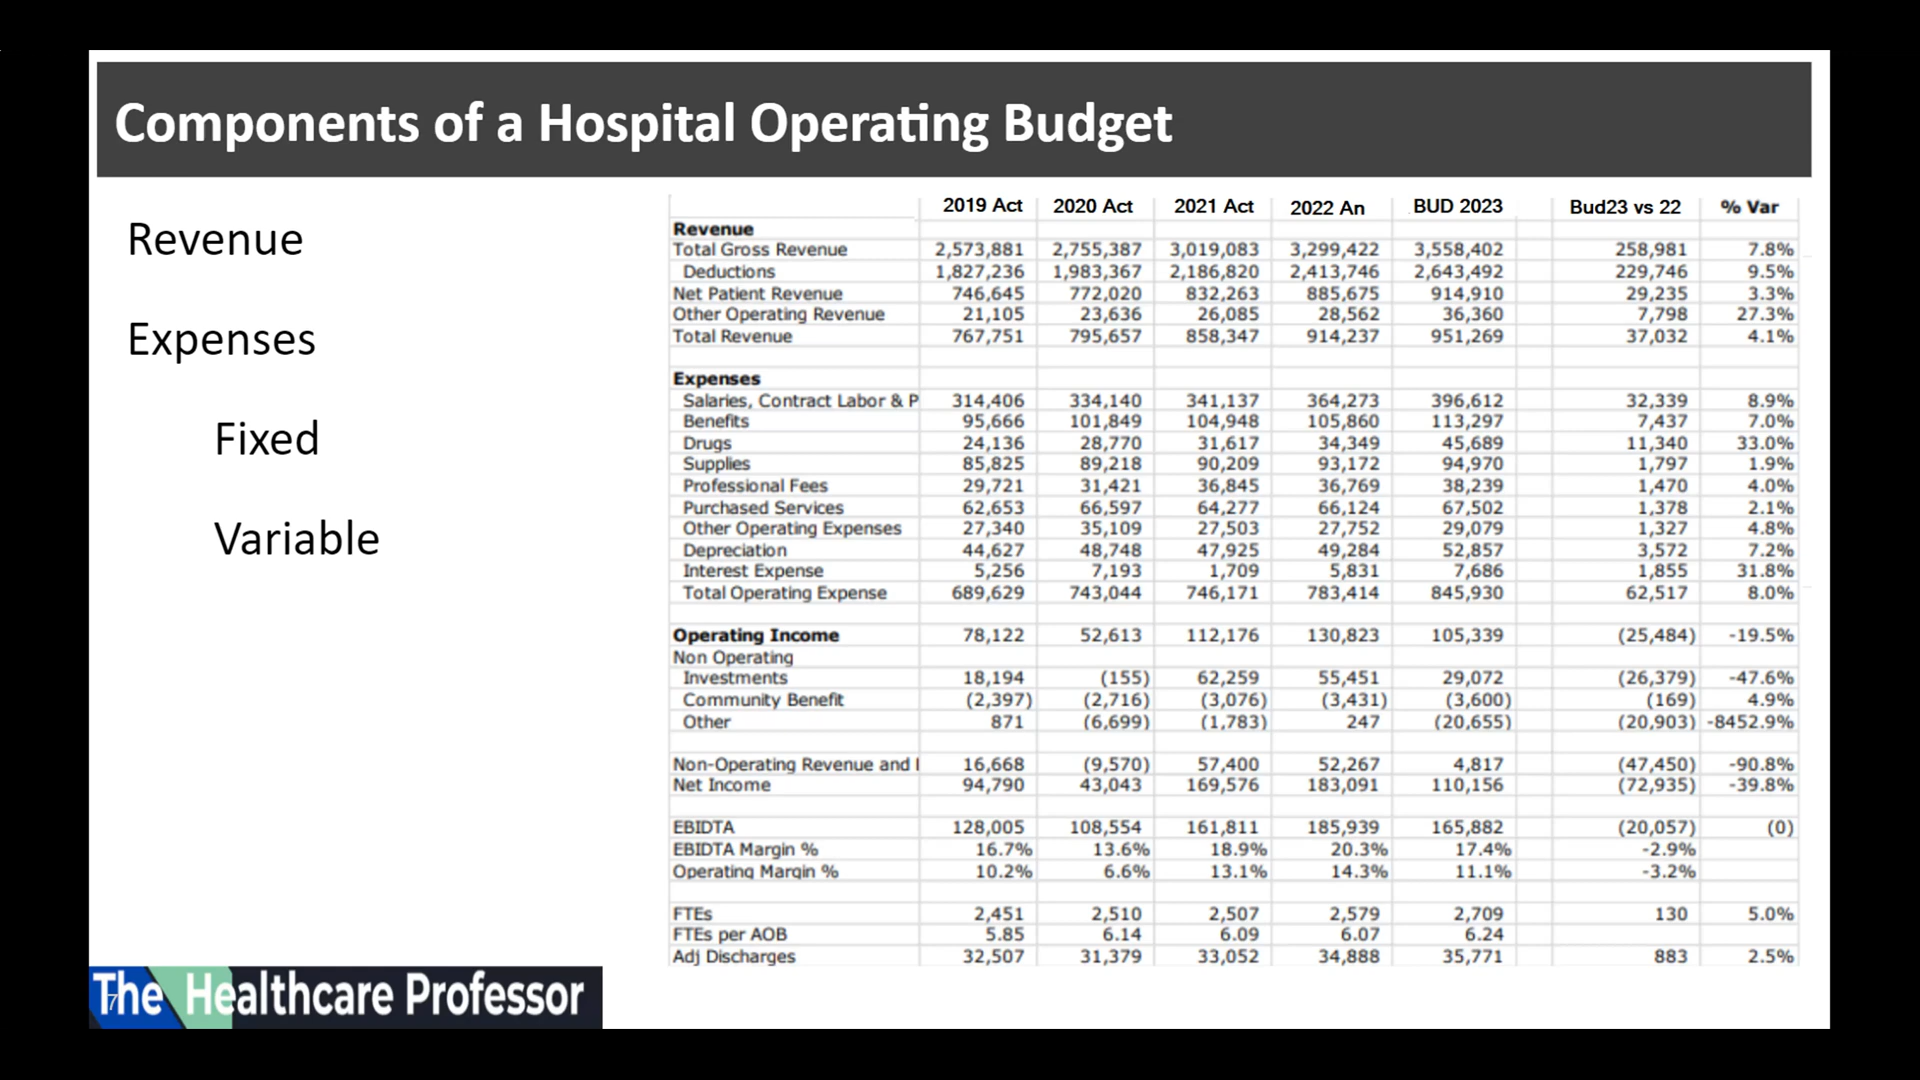 Components of a Hospital Operating Budget
Revenue
Expenses
Fixed
Variable
2019 Act 2020 Act 2021 Act 2022 An BUD 2023 Bud23 vs 22 % Var
Revenue
Total Gross Revenue 2,573,881 2,755,387 3,019,083 3,299,422 3,558,402 258,981 7.8%
Deductions 1,827,236 1,983,367 2,186,820 2,413,746 2,643,492 229,746 9.5%
Net Patient Revenue 746,645 772,020 832,263 885,675 914,910 29,235 3.3%
Other Operating Revenue 21,105 23,636 26,085 28,562 36,360 7,798 27.3%
Total Revenue 767,751 795,657 858,347 914,237 951,269 37,032 4.1%
Expenses
Salaries, Contract Labor & P 314,406 334,140 341,137 364,273 396,612 32,339 8.9%
Benefits 95,666 101,849 104,948 105,860 113,297 7,437 7.0%
Drugs 24,136 28,770 31,617 34,349 45,689 11,340 33.0%
Supplies 85,825 89,218 90,209 93,172 94,970 1,797 1.9%
Professional Fees 29,721 31,421 36,845 36,769 38,239 1,470 4.0%
Purchased Services 62,653 66,597 64,277 66,124 67,502 1,378 2.1%
Other Operating Expenses 27,340 35,109 27,503 27,752 29,079 1,327 4.8%
Depreciation 44,627 48,748 47,925 49,284 52,857 3,572 7.2%
Interest Expense 5,256 7,193 1,709 5,831 7,686 1,855 31.8%
Total Operating Expense 689,629 743,044 746,171 783,414 845,930 62,517 8.0%
Operating Income 78,122 52,613 112,176 130,823 105,339 (25,484) -19.5%
Non Operating
Investments 18,194 (155) 62,259 55,451 29,072 (26,379) -47.6%
Community Benefit (2,397) (2,716) (3,076) (3,431) (3,600) (169) 4.9%
Other 871 (6,699) (1,783) 247 (20,655) (20,903) -8452.9%
Non-Operating Revenue and 16,668 (9,570) 57,400 52,267 4,817 (47,450) -90.8%
Net Income 94,790 43,043 169,576 183,091 110,156 (72,935) -39.8%
EBIDTA 128,005 108,554 161,811 185,939 165,882 (20,057) (0)
EBIDTA Margin % 16.7% 13.6% 18.9% 20.3% 17.4% -2.9%
Operating Margin % 10.2% 6.6% 13.1% 14.3% 11.1% -3.2%
FTEs 2,451 2,510 2,507 2,579 2,709 130 5.0%
FTEs per AOB 5.85 6.14 6.09 6.07 6.24
Adj Discharges 32,507 31,379 33,052 34,888 35,771 883 2.5%
The Healthcare Professor
7